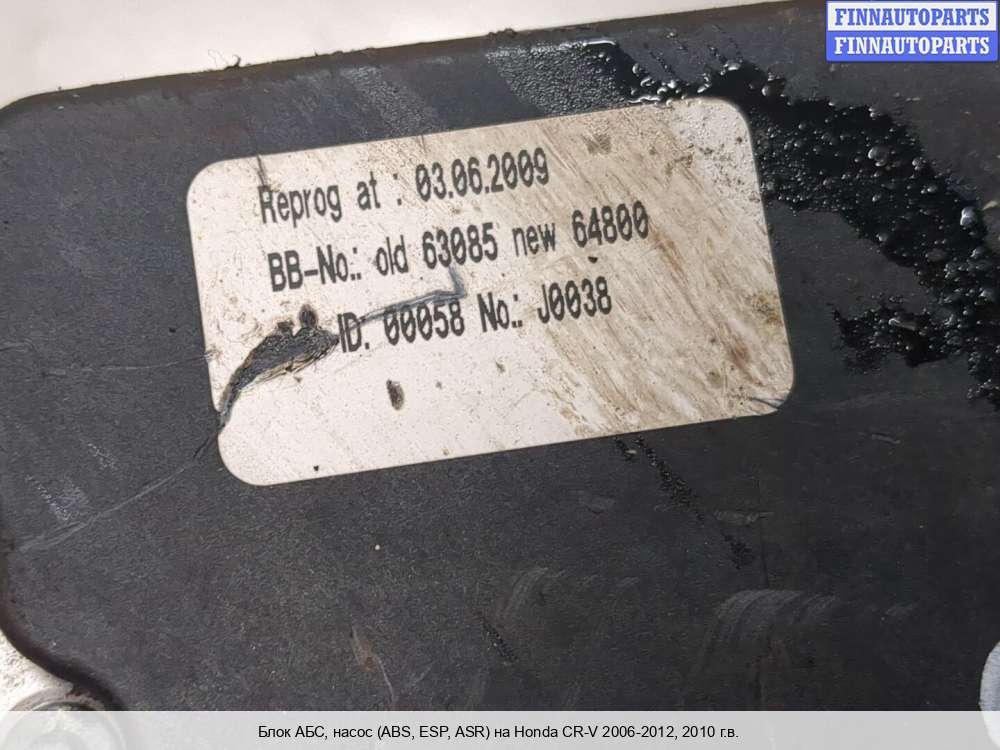 FINNAUTOPARTS
FINNAUTOPARTS
Reprog at : 03.06.2009
BB-No.: old 63085 new 64800
ID: 00058 No.: J0038
Блок АБС, насос (ABS, ESP, ASR) на Honda CR-V 2006-2012, 2010 г.в.